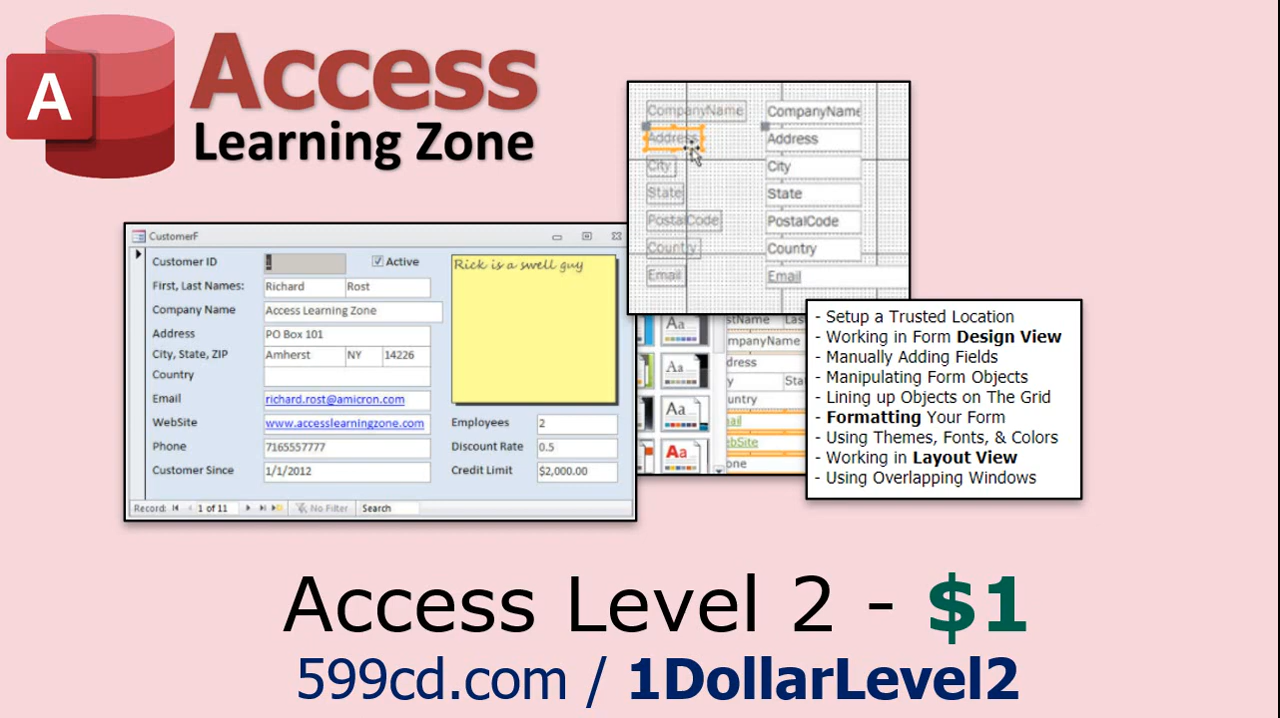 A
Access
Learning Zone
CompanyName CompanyName
Address Address
City City
State State
PostalCode PostalCode
Country Country
Email Email
CustomerF
Customer ID
Active
First, Last Names: Richard Rost
Company Name Access Learning Zone
Address PO Box 101
City, State, ZIP Amherst NY 14226
Country
Email richard.rost@amicron.com
WebSite www.accesslearningzone.com
Phone 7165557777
Customer Since 1/1/2012
Rick is a swell guy
Employees 2
Discount Rate 0.5
Credit Limit $2,000.00
Record: 1 of 11 No Filter Search
Aa
Aa
Aa
Aa
- Setup a Trusted Location
- Working in Form Design View
- Manually Adding Fields
- Manipulating Form Objects
- Lining up Objects on The Grid
- Formatting Your Form
- Using Themes, Fonts, & Colors
- Working in Layout View
- Using Overlapping Windows
Access Level 2 - $1
599cd.com / 1DollarLevel2